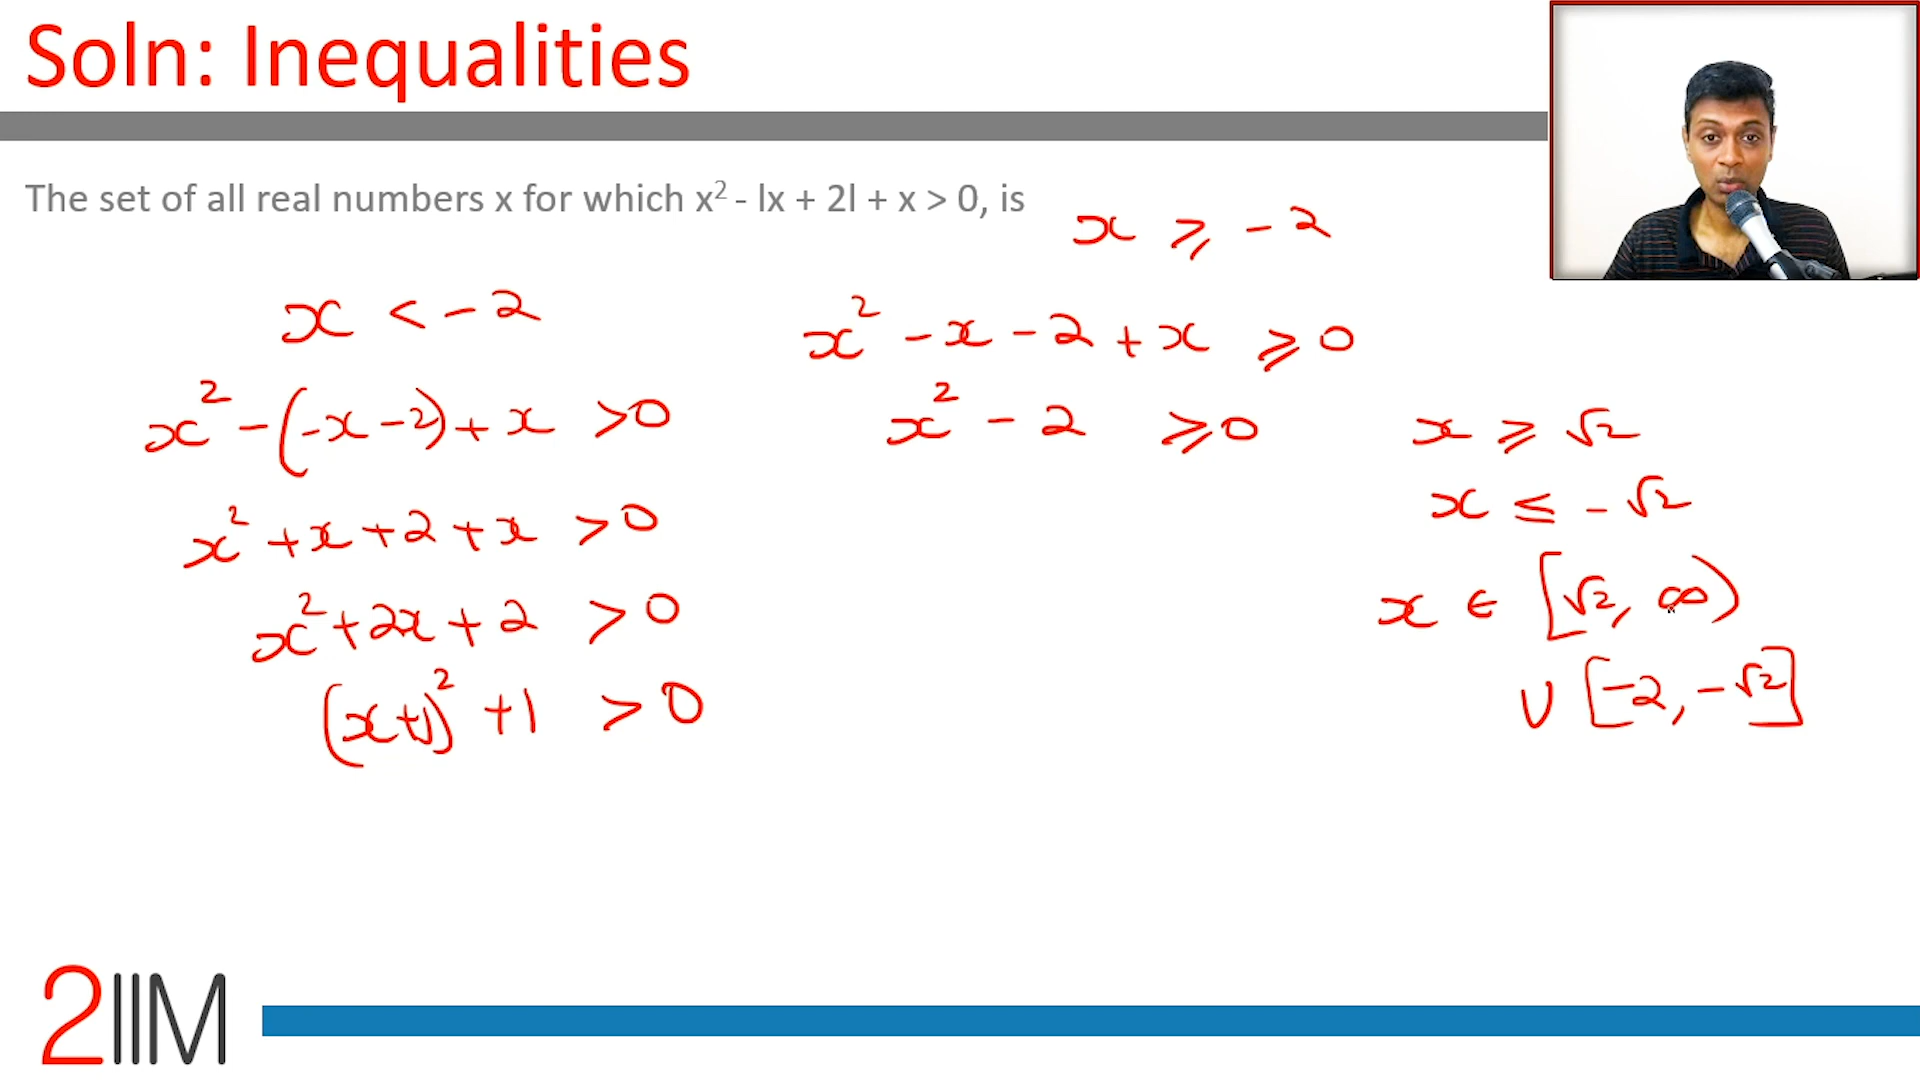 Soln: Inequalities
The set of all real numbers x for which x² - lx + 2l + x > 0, is
x < -2
x² - (-x - 2) + x > 0
x² + x + 2 + x > 0
x² + 2x + 2 > 0
(x+1)² + 1 > 0
x ⩾ -2
x² - x - 2 + x ⩾ 0
x² - 2 ⩾ 0
x ⩾ √2
x ≤ -√2
x ∈ [√2, ∞)
∪ [-2, -√2]
2IIM